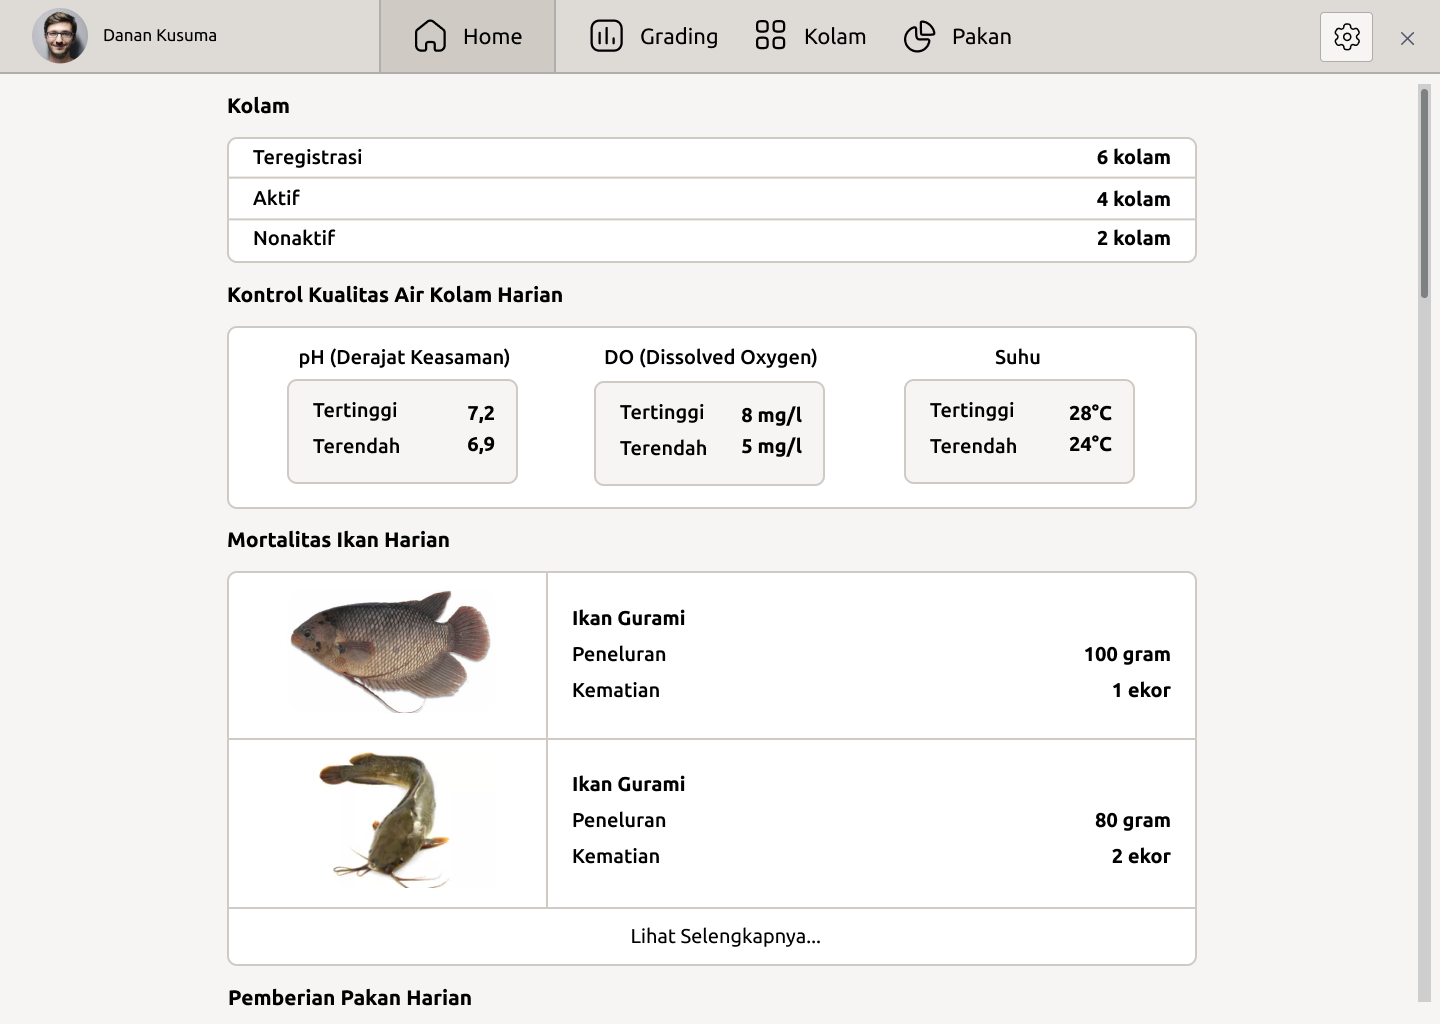 Danan Kusuma
Home
Grading
Kolam
Pakan
Kolam
Teregistrasi 6 kolam
Aktif 4 kolam
Nonaktif 2 kolam
Kontrol Kualitas Air Kolam Harian
pH (Derajat Keasaman)
Tertinggi 7,2
Terendah 6,9
DO (Dissolved Oxygen)
Tertinggi 8 mg/l
Terendah 5 mg/l
Suhu
Tertinggi 28°C
Terendah 24°C
Mortalitas Ikan Harian
Ikan Gurami
Peneluran 100 gram
Kematian 1 ekor
Ikan Gurami
Peneluran 80 gram
Kematian 2 ekor
Lihat Selengkapnya...
Pemberian Pakan Harian